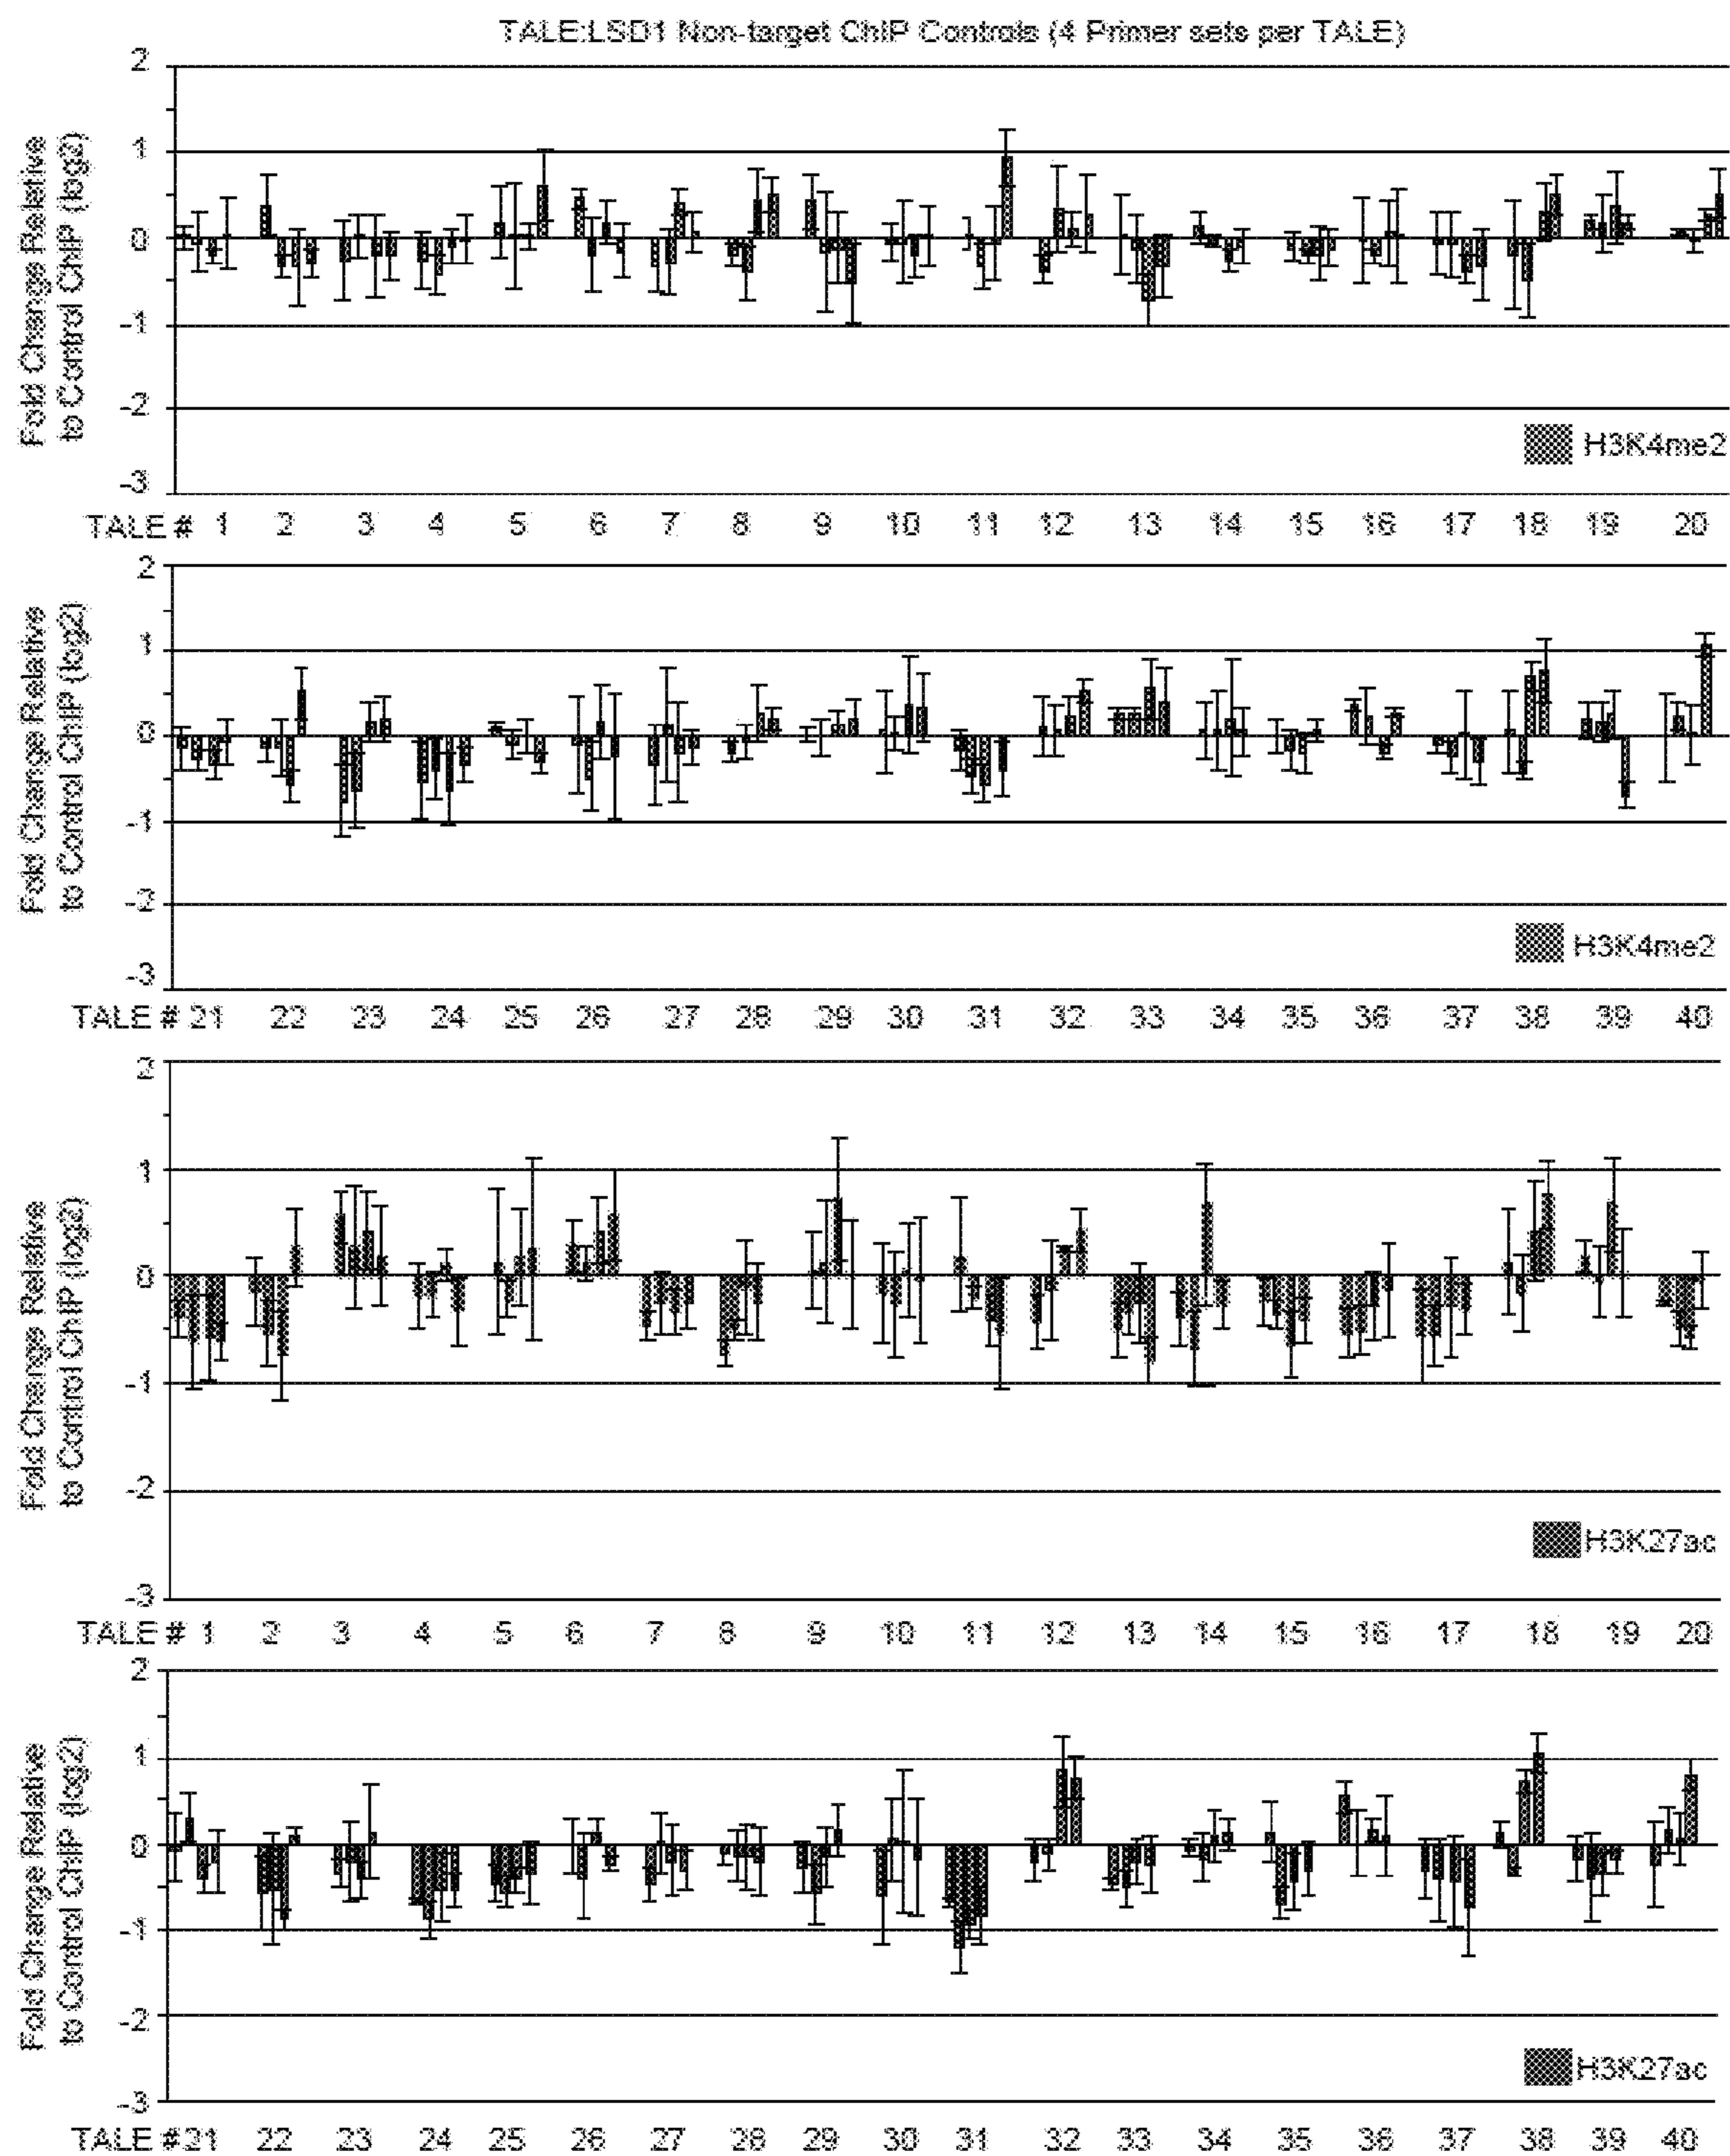 TALE:LSD1 Non-target ChIP Controls (4 Primer sets per TALE)
Fold Change Relative
to Control ChIP (log2)
2
1
0
-1
-2
-3
H3K4me2
TALE # 1 2 3 4 5 6 7 8 9 10 11 12 13 14 15 16 17 18 19 20
Fold Change Relative
to Control ChIP (log2)
2
1
0
-1
-2
-3
H3K4me2
TALE # 21 22 23 24 25 26 27 28 29 30 31 32 33 34 35 36 37 38 39 40
Fold Change Relative
to Control ChIP (log2)
2
1
0
-1
-2
-3
H3K27ac
TALE # 1 2 3 4 5 6 7 8 9 10 11 12 13 14 15 16 17 18 19 20
Fold Change Relative
to Control ChIP (log2)
2
1
0
-1
-2
-3
H3K27ac
TALE #21 22 23 24 25 26 27 28 29 30 31 32 33 34 35 36 37 38 39 40